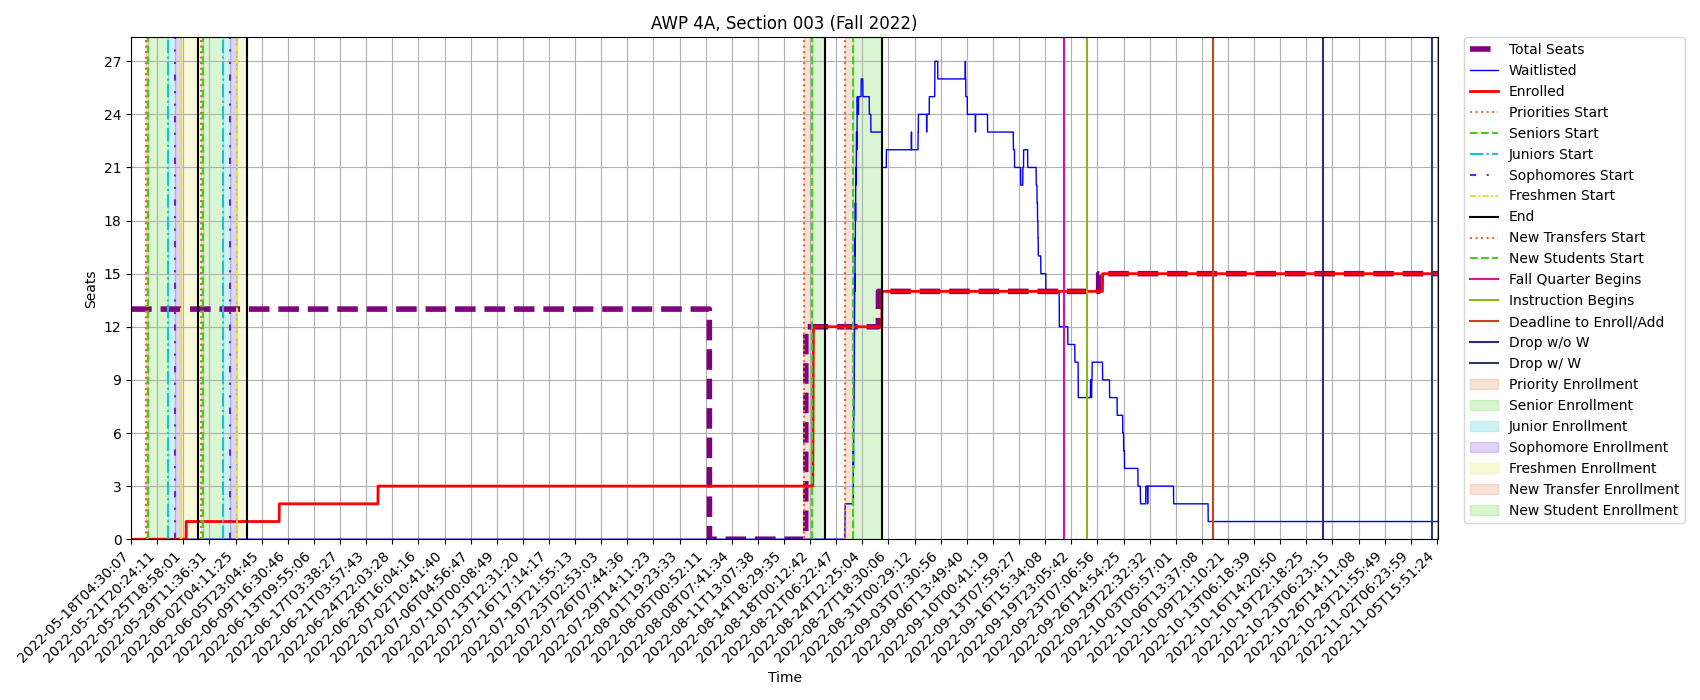 AWP 4A, Section 003 (Fall 2022)
Seats
27
24
21
18
15
12
9
6
3
0
2022-05-18T04:30:07
2022-05-21T20:24:11
2022-05-25T18:58:01
2022-05-29T11:36:31
2022-06-02T04:11:25
2022-06-05T23:04:45
2022-06-09T16:30:46
2022-06-13T09:55:06
2022-06-17T03:38:27
2022-06-21T03:57:43
2022-06-24T22:03:28
2022-06-28T16:04:16
2022-07-02T10:41:40
2022-07-06T04:56:47
2022-07-10T00:08:49
2022-07-13T12:31:20
2022-07-16T17:14:17
2022-07-19T21:55:13
2022-07-23T02:53:03
2022-07-26T07:44:36
2022-07-29T14:11:23
2022-08-01T19:23:33
2022-08-05T00:52:11
2022-08-08T07:41:34
2022-08-11T13:07:38
2022-08-14T18:29:35
2022-08-18T00:12:42
2022-08-21T06:22:47
2022-08-24T12:25:04
2022-08-27T18:30:06
2022-08-31T00:29:12
2022-09-03T07:30:56
2022-09-06T13:49:40
2022-09-10T00:41:19
2022-09-13T07:59:27
2022-09-16T15:34:08
2022-09-19T23:05:42
2022-09-23T07:06:56
2022-09-26T14:54:25
2022-09-29T22:32:32
2022-10-03T05:57:01
2022-10-06T13:37:08
2022-10-09T21:10:21
2022-10-13T06:18:39
2022-10-16T14:20:50
2022-10-19T22:18:25
2022-10-23T06:23:15
2022-10-26T14:11:08
2022-10-29T21:55:49
2022-11-02T06:23:59
2022-11-05T15:51:24
Time
Total Seats
Waitlisted
Enrolled
Priorities Start
Seniors Start
Juniors Start
Sophomores Start
Freshmen Start
End
New Transfers Start
New Students Start
Fall Quarter Begins
Instruction Begins
Deadline to Enroll/Add
Drop w/o W
Drop w/ W
Priority Enrollment
Senior Enrollment
Junior Enrollment
Sophomore Enrollment
Freshmen Enrollment
New Transfer Enrollment
New Student Enrollment